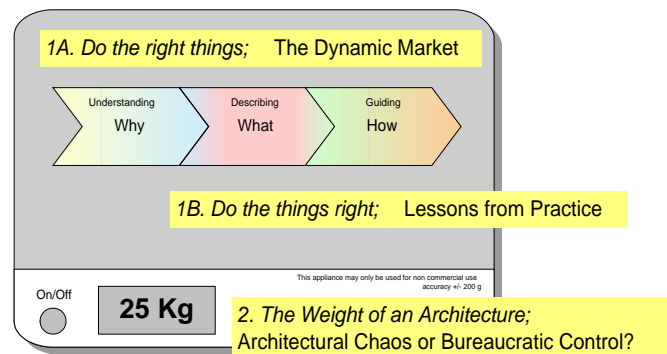 1A. Do the right things; The Dynamic Market
Understanding
Why
Describing
What
Guiding
How
1B. Do the things right; Lessons from Practice
This appliance may only be used for non commercial use
accuracy +/- 200 g
On/Off
25 Kg
2. The Weight of an Architecture;
Architectural Chaos or Bureaucratic Control?